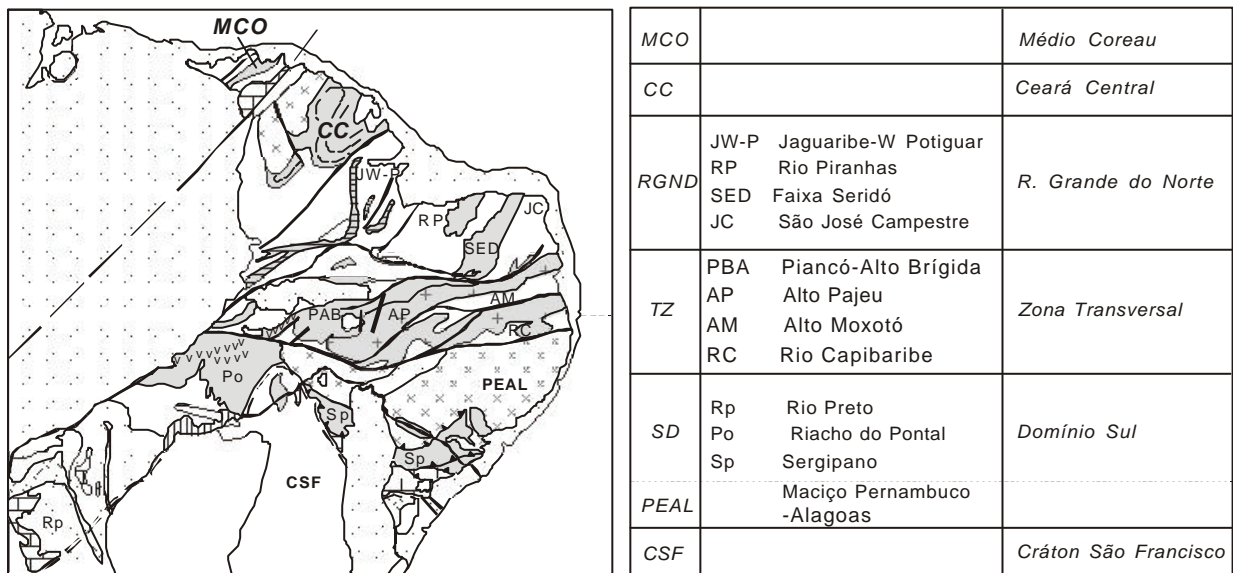 MCO
CC
JW-P
RP
JC
SED
AM
PAB
AP
RC
Po
PEAL
Sp
Sp
CSF
Rp
MCO Médio Coreau
CC Ceará Central
JW-P Jaguaribe-W Potiguar
RP Rio Piranhas
RGND R. Grande do Norte
SED Faixa Seridó
JC São José Campestre
PBA Piancó-Alto Brígida
AP Alto Pajeu
TZ Zona Transversal
AM Alto Moxotó
RC Rio Capibaribe
Rp Rio Preto
Po Riacho do Pontal
SD Domínio Sul
Sp Sergipano
Maciço Pernambuco
PEAL
-Alagoas
CSF Cráton São Francisco